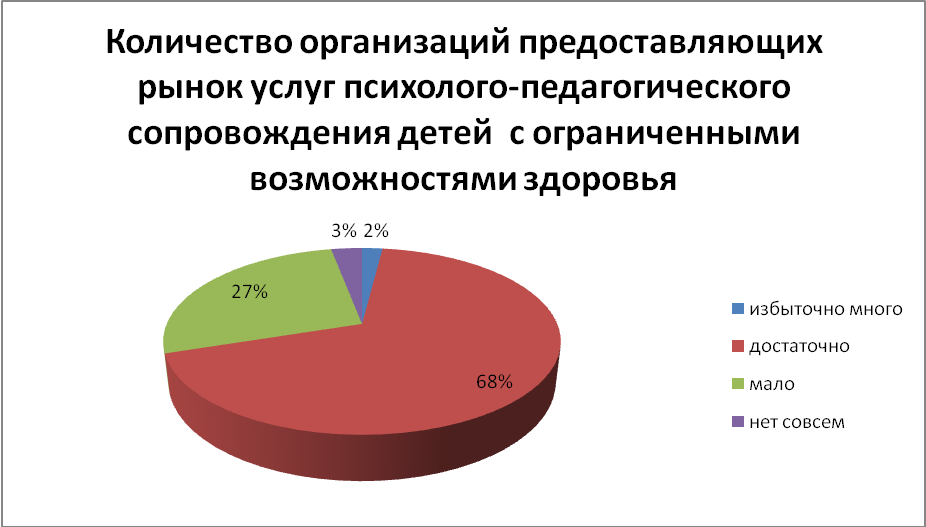 Количество организаций предоставляющих
рынок услуг психолого-педагогического
сопровождения детей с ограниченными
возможностями здоровья
3% 2%
27%
68%
избыточно много
достаточно
мало
нет совсем